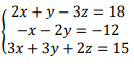 2x + y − 3z = 18
−x − 2y = −12
3x + 3y + 2z = 15